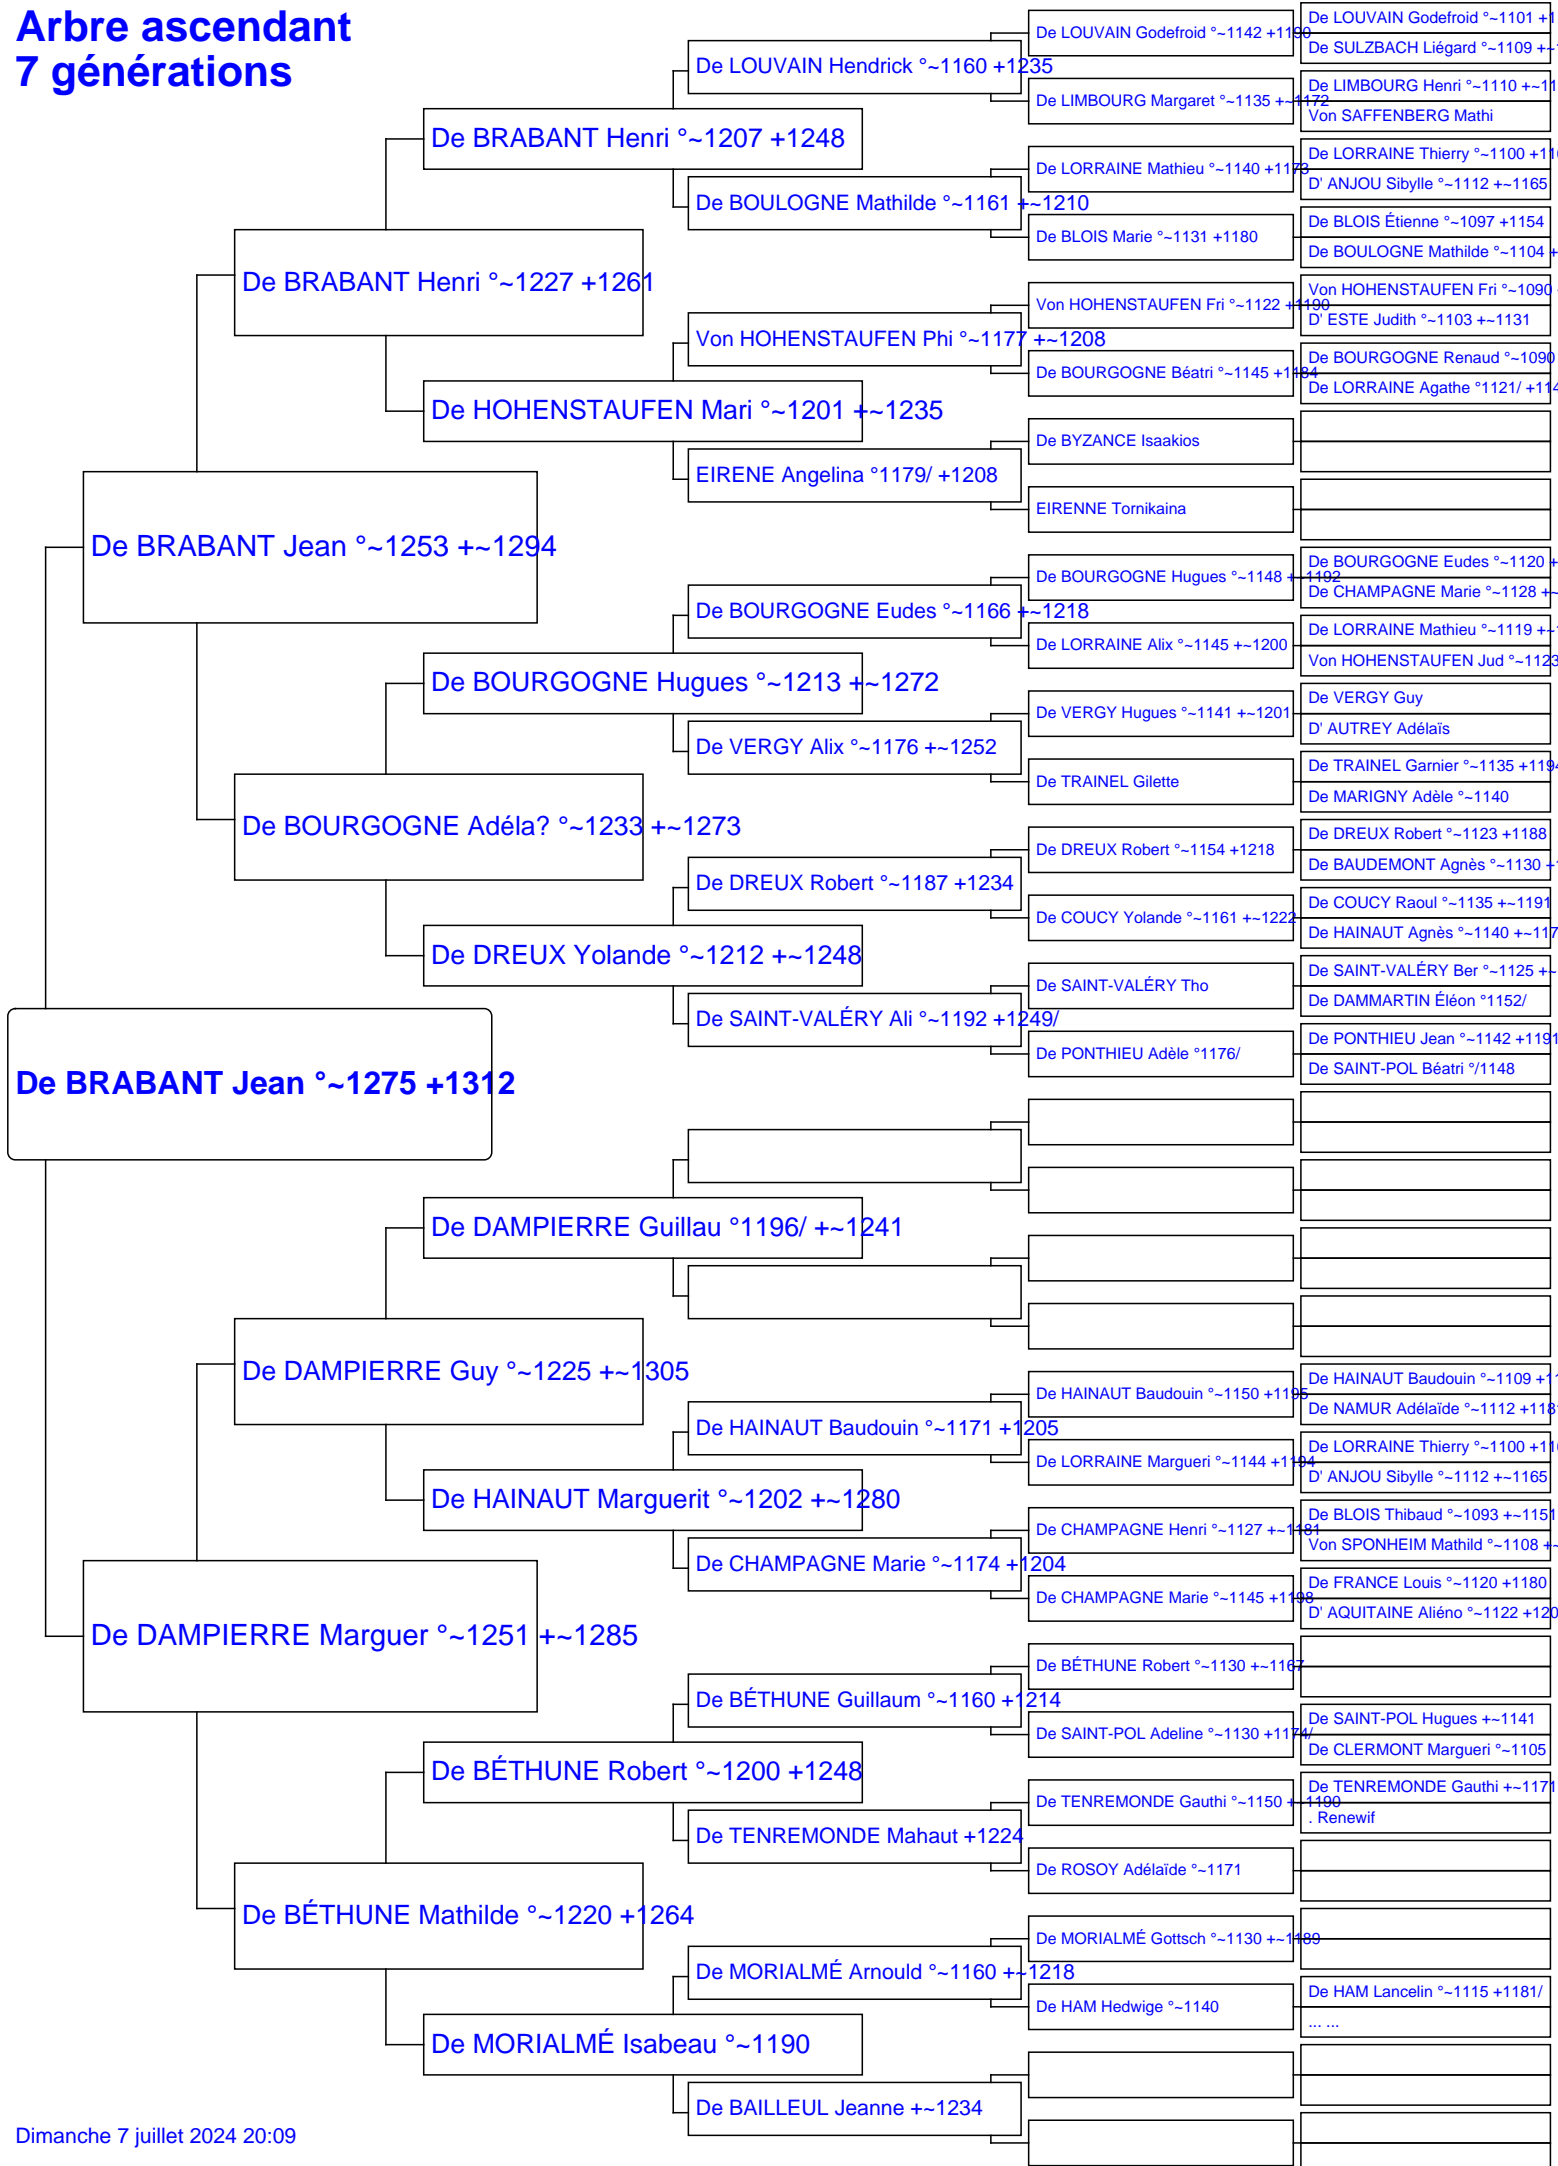 Arbre ascendant
7 générations
De BRABANT Jean °~1275 +1312
De BRABANT Jean °~1253 +~1294
De DAMPIERRE Marguer °~1251 +~1285
De BRABANT Henri °~1227 +1261
De BOURGOGNE Adéla? °~1233 +~1273
De DAMPIERRE Guy °~1225 +~1305
De BÉTHUNE Mathilde °~1220 +1264
De BRABANT Henri °~1207 +1248
De HOHENSTAUFEN Mari °~1201 +~1235
De BOURGOGNE Hugues °~1213 +~1272
De DREUX Yolande °~1212 +~1248
De DAMPIERRE Guillau °1196/ +~1241
De HAINAUT Marguerit °~1202 +~1280
De BÉTHUNE Robert °~1200 +1248
De MORIALMÉ Isabeau °~1190
De LOUVAIN Hendrick °~1160 +1235
De BOULOGNE Mathilde °~1161 +~1210
Von HOHENSTAUFEN Phi °~1177 +~1208
EIRENE Angelina °1179/ +1208
De BOURGOGNE Eudes °~1166 +~1218
De VERGY Alix °~1176 +~1252
De DREUX Robert °~1187 +1234
De SAINT-VALÉRY Ali °~1192 +1249/
De HAINAUT Baudouin °~1171 +1205
De CHAMPAGNE Marie °~1174 +1204
De BÉTHUNE Guillaum °~1160 +1214
De TENREMONDE Mahaut +1224
De MORIALMÉ Arnould °~1160 +~1218
De BAILLEUL Jeanne +~1234
De LOUVAIN Godefroid °~1142 +1190
De LIMBOURG Margaret °~1135 +~1172
De LORRAINE Mathieu °~1140 +1173
De BLOIS Marie °~1131 +1180
Von HOHENSTAUFEN Fri °~1122 +1190
De BOURGOGNE Béatri °~1145 +1184
De BYZANCE Isaakios
EIRENNE Tornikaina
De BOURGOGNE Hugues °~1148 +~1192
De LORRAINE Alix °~1145 +~1200
De VERGY Hugues °~1141 +~1201
De TRAINEL Gilette
De DREUX Robert °~1154 +1218
De COUCY Yolande °~1161 +~1222
De SAINT-VALÉRY Tho
De PONTHIEU Adèle °1176/
De HAINAUT Baudouin °~1150 +1195
De LORRAINE Margueri °~1144 +1194
De CHAMPAGNE Henri °~1127 +~1181
De CHAMPAGNE Marie °~1145 +1198
De BÉTHUNE Robert °~1130 +~1167
De SAINT-POL Adeline °~1130 +1174/
De TENREMONDE Gauthi °~1150 +~1190
De ROSOY Adélaïde °~1171
De MORIALMÉ Gottsch °~1130 +~1189
De HAM Hedwige °~1140
De LOUVAIN Godefroid °~1101 +1
De SULZBACH Liégard °~1109 +~
De LIMBOURG Henri °~1110 +~11
Von SAFFENBERG Mathi
De LORRAINE Thierry °~1100 +11
D' ANJOU Sibylle °~1112 +~1165
De BLOIS Étienne °~1097 +1154
De BOULOGNE Mathilde °~1104 +
Von HOHENSTAUFEN Fri °~1090
D' ESTE Judith °~1103 +~1131
De BOURGOGNE Renaud °~1090
De LORRAINE Agathe °1121/ +114
De BOURGOGNE Eudes °~1120 +
De CHAMPAGNE Marie °~1128 +~
De LORRAINE Mathieu °~1119 +~
Von HOHENSTAUFEN Jud °~1123
De VERGY Guy
D' AUTREY Adélaïs
De TRAINEL Garnier °~1135 +1194
De MARIGNY Adèle °~1140
De DREUX Robert °~1123 +1188
De BAUDEMONT Agnès °~1130 +
De COUCY Raoul °~1135 +~1191
De HAINAUT Agnès °~1140 +~117
De SAINT-VALÉRY Ber °~1125 +~
De DAMMARTIN Éléon °1152/
De PONTHIEU Jean °~1142 +1191
De SAINT-POL Béatri °/1148
De HAINAUT Baudouin °~1109 +1
De NAMUR Adélaïde °~1112 +118
De LORRAINE Thierry °~1100 +11
D' ANJOU Sibylle °~1112 +~1165
De BLOIS Thibaud °~1093 +~1151
Von SPONHEIM Mathild °~1108 +~
De FRANCE Louis °~1120 +1180
D' AQUITAINE Aliéno °~1122 +120
De SAINT-POL Hugues +~1141
De CLERMONT Margueri °~1105
De TENREMONDE Gauthi +~1171
. Renewif
De HAM Lancelin °~1115 +1181/
... ...
Dimanche 7 juillet 2024 20:09